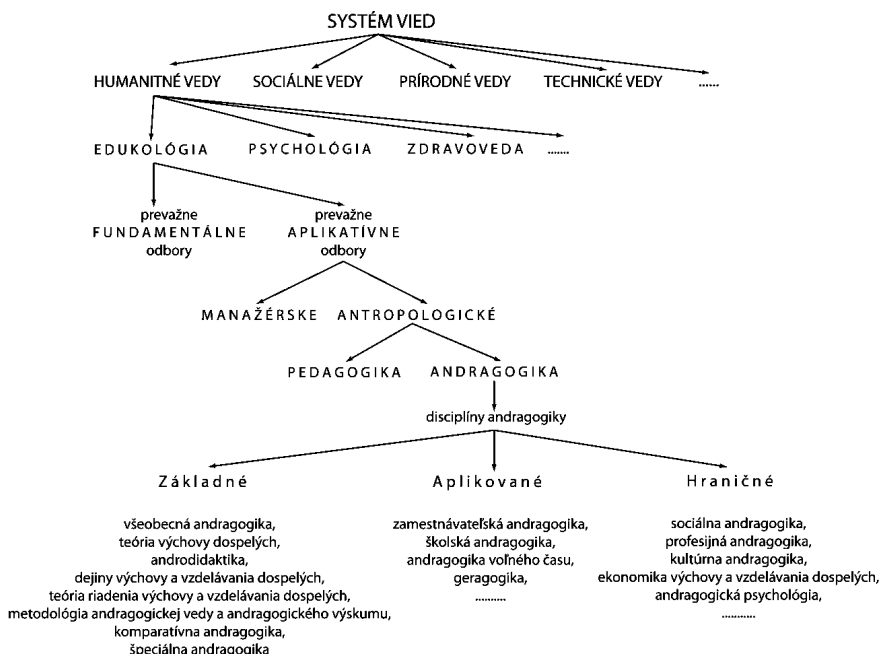 SYSTÉM VIED
HUMANITNÉ VEDY SOCIÁLNE VEDY PRÍRODNÉ VEDY TECHNICKÉ VEDY ......
EDUKOLÓGIA PSYCHOLÓGIA ZDRAVOVEDA .......
prevažne prevažne
FUNDAMENTÁLNE APLIKATÍVNE
odbory odbory
MANAŽÉRSKE ANTROPOLOGICKÉ
PEDAGOGIKA ANDRAGOGIKA
disciplíny andragogiky
Základné
všeobecná andragogika,
teória výchovy dospelých,
androdidaktika,
dejiny výchovy a vzdelávania dospelých,
teória riadenia výchovy a vzdelávania dospelých,
metodológia andragogickej vedy a andragogického výskumu,
komparatívna andragogika,
špeciálna andragogika
Aplikované
zamestnávateľská andragogika,
školská andragogika,
andragogika voľného času,
geragogika,
..........
Hraničné
sociálna andragogika,
profesijná andragogika,
kultúrna andragogika,
ekonomika výchovy a vzdelávania dospelých,
andragogická psychológia,
...........